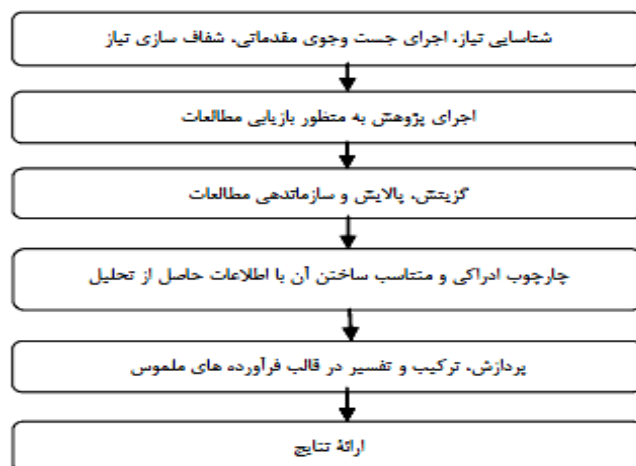 شناسایی نیاز، اجرای جست وجوی مقدماتی، شفاف سازی نیاز
اجرای پژوهش به منظور بازیابی مطالعات
گزینش، پالایش و سازماندهی مطالعات
چارچوب ادراکی و متناسب ساختن آن با اطلاعات حاصل از تحلیل
پردازش، ترکیب و تفسیر در قالب فرآورده های ملموس
ارائۀ نتایج